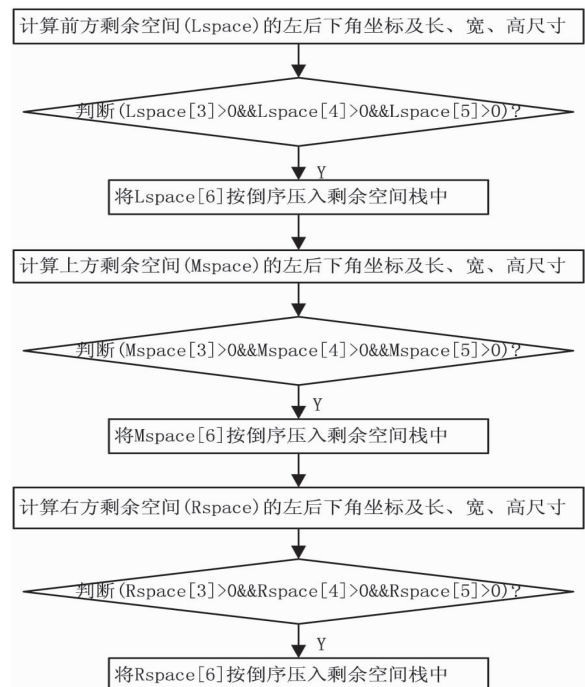 计算前方剩余空间(Lspace)的左后下角坐标及长、宽、高尺寸
判断(Lspace[3]>0&&Lspace[4]>0&&Lspace[5]>0)?
Y
将Lspace[6]按倒序压入剩余空间栈中
计算上方剩余空间(Mspace)的左后下角坐标及长、宽、高尺寸
判断(Mspace[3]>0&&Mspace[4]>0&&Mspace[5]>0)?
Y
将Mspace[6]按倒序压入剩余空间栈中
计算右方剩余空间(Rspace)的左后下角坐标及长、宽、高尺寸
判断(Rspace[3]>0&&Rspace[4]>0&&Rspace[5]>0)?
Y
将Rspace[6]按倒序压入剩余空间栈中